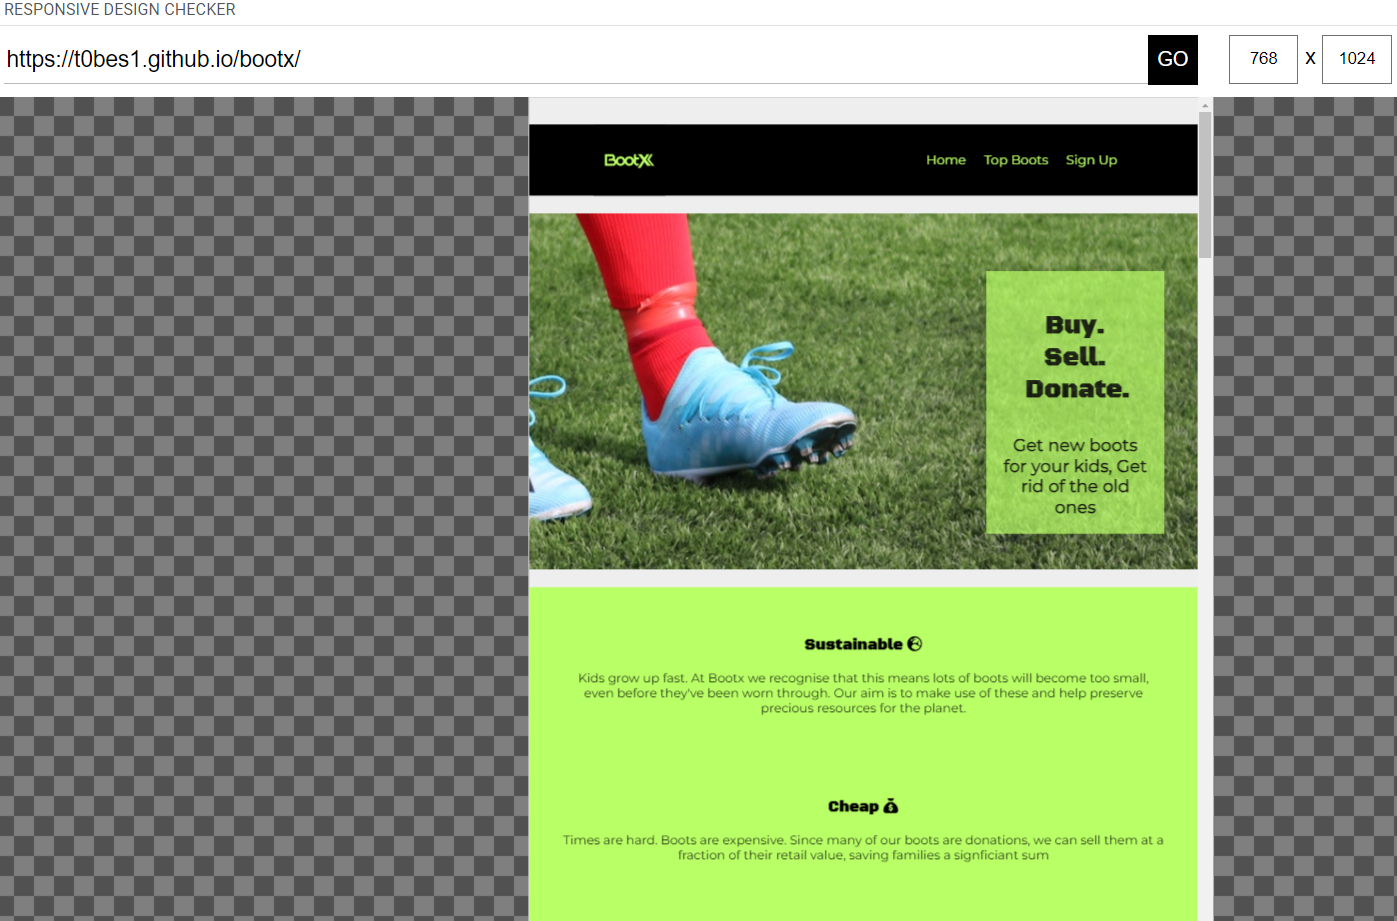 RESPONSIVE DESIGN CHECKER
https://t0bes1.github.io/bootx/
GO
768 X 1024
BootX
Home Top Boots Sign Up
Buy.
Sell.
Donate.
Get new boots
for your kids, Get
rid of the old
ones
Sustainable
Kids grow up fast. At Bootx we recognise that this means lots of boots will become too small,
even before they've been worn through. Our aim is to make use of these and help preserve
precious resources for the planet.
Cheap
Times are hard. Boots are expensive. Since many of our boots are donations, we can sell them at a
fraction of their retail value, saving families a signficiant sum